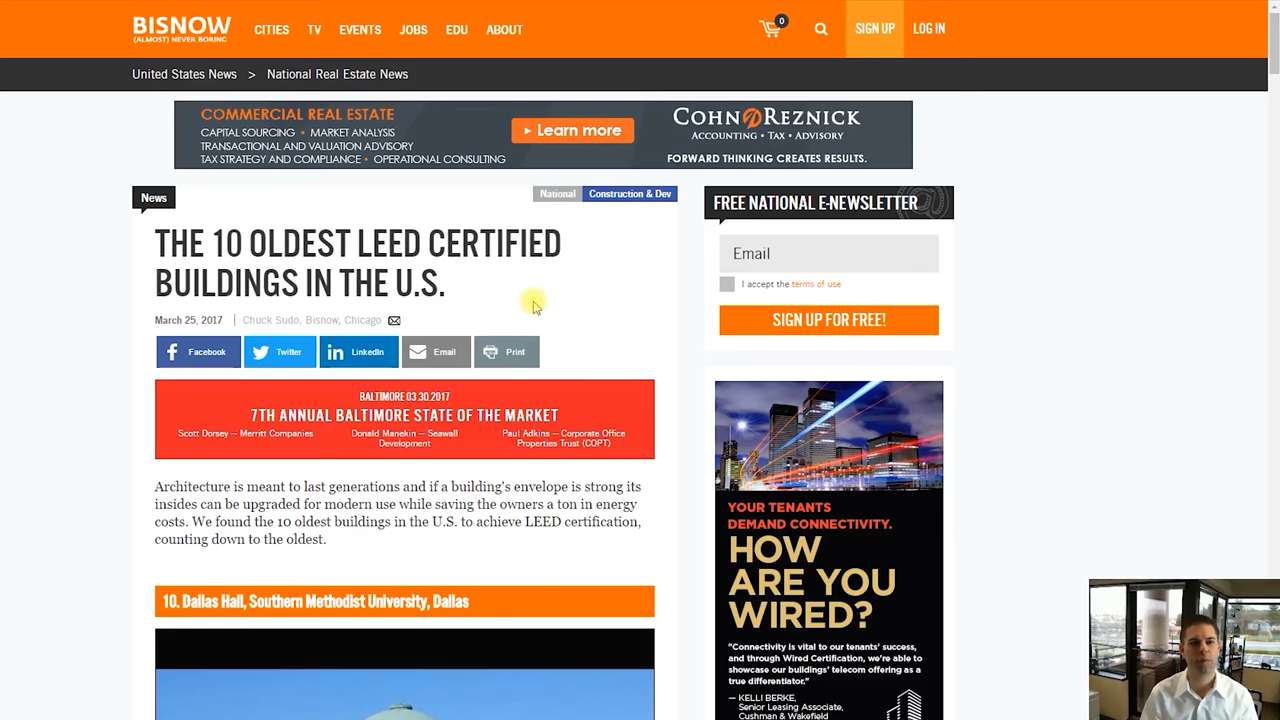 BISNOW
(ALMOST) NEVER BORING
CITIES TV EVENTS JOBS EDU ABOUT
0
SIGN UP LOG IN
United States News > National Real Estate News
COMMERCIAL REAL ESTATE
CAPITAL SOURCING • MARKET ANALYSIS
TRANSACTIONAL AND VALUATION ADVISORY
TAX STRATEGY AND COMPLIANCE • OPERATIONAL CONSULTING
Learn more
COHNREZNICK
ACCOUNTING • TAX • ADVISORY
FORWARD THINKING CREATES RESULTS.
News
National Construction & Dev
THE 10 OLDEST LEED CERTIFIED
BUILDINGS IN THE U.S.
March 25, 2017 | Chuck Sudo, Bisnow, Chicago
Facebook Twitter LinkedIn Email Print
BALTIMORE 03.30.2017
7TH ANNUAL BALTIMORE STATE OF THE MARKET
Scott Dorsey — Merritt Companies
Donald Manekin — Seawall
Development
Paul Adkins — Corporate Office
Properties Trust (COPT)
Architecture is meant to last generations and if a building's envelope is strong its
insides can be upgraded for modern use while saving the owners a ton in energy
costs. We found the 10 oldest buildings in the U.S. to achieve LEED certification,
counting down to the oldest.
10. Dallas Hall, Southern Methodist University, Dallas
FREE NATIONAL E-NEWSLETTER
Email
I accept the terms of use
SIGN UP FOR FREE!
YOUR TENANTS
DEMAND CONNECTIVITY.
HOW
ARE YOU
WIRED?
"Connectivity is vital to our tenants' success,
and through Wired Certification, we're able to
showcase our buildings' telecom offering as a
true differentiator."
— KELLI BERKE,
Senior Leasing Associate,
Cushman & Wakefield